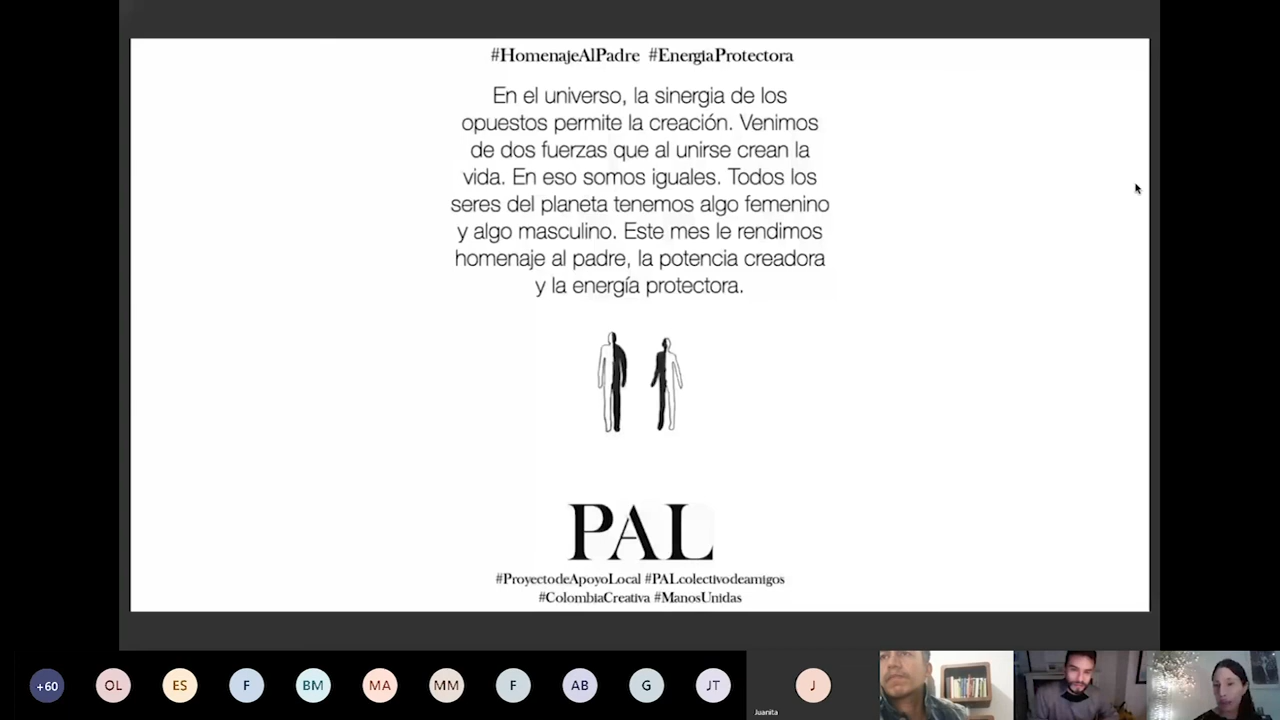 #HomenajeAlPadre #EnergiaProtectora
En el universo, la sinergia de los
opuestos permite la creación. Venimos
de dos fuerzas que al unirse crean la
vida. En eso somos iguales. Todos los
seres del planeta tenemos algo femenino
y algo masculino. Este mes le rendimos
homenaje al padre, la potencia creadora
y la energía protectora.
PAL
#ProyectodeApoyoLocal #PALcolectivodeamigos
#ColombiaCreativa #ManosUnidas
+60 OL ES F BM MA MM F AB G JT J
Juanita